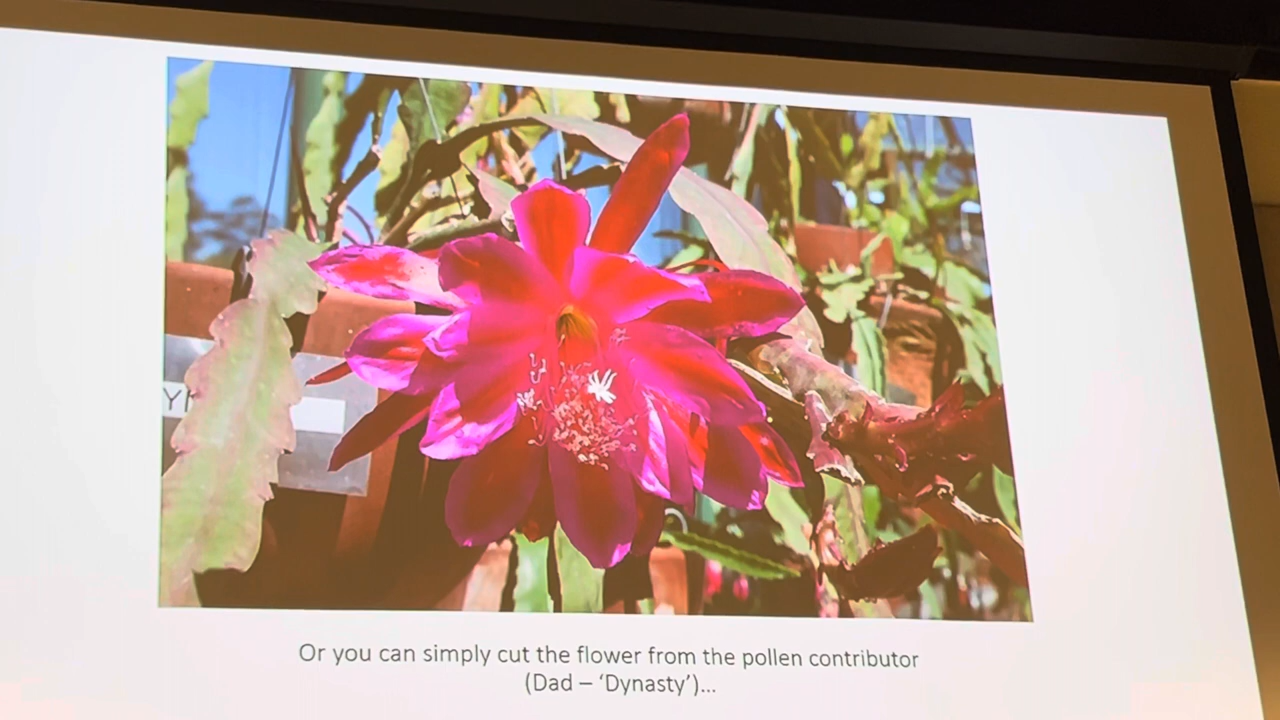 Or you can simply cut the flower from the pollen contributor
(Dad – ‘Dynasty’)...